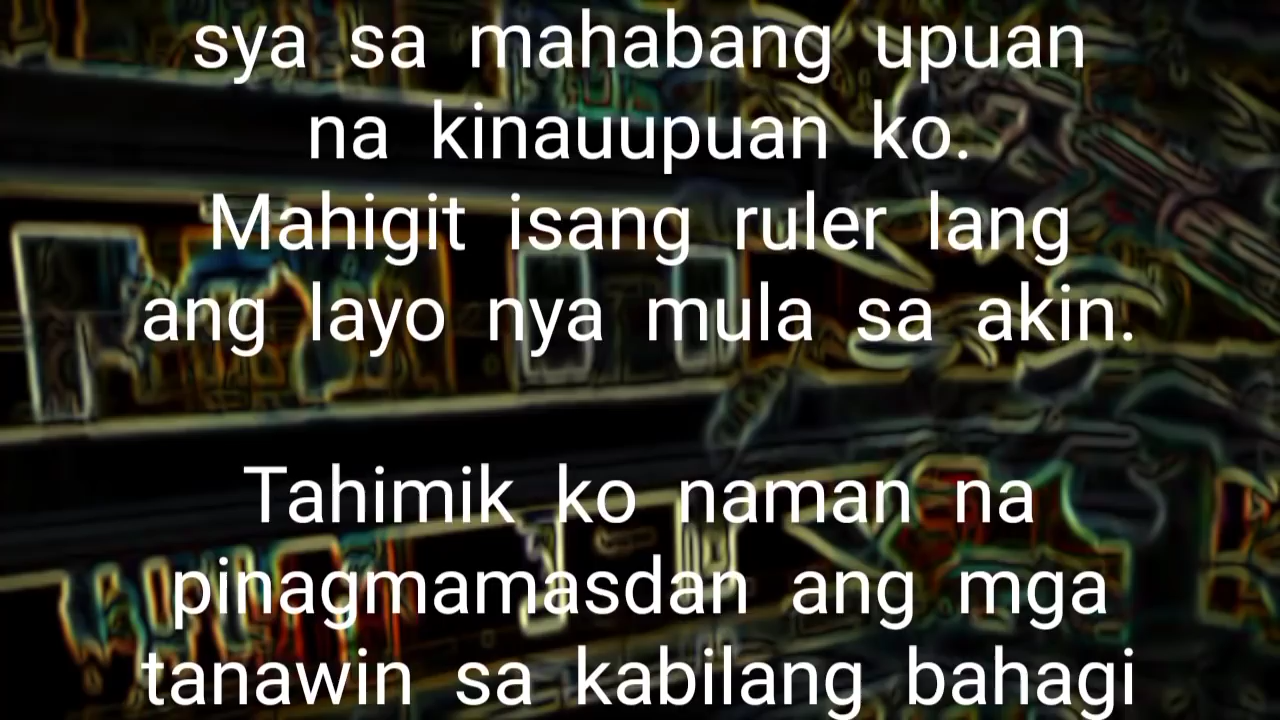 sya sa mahabang upuan
na kinauupuan ko.
Mahigit isang ruler lang
ang layo nya mula sa akin.
Tahimik ko naman na
pinagmamasdan ang mga
tanawin sa kabilang bahagi